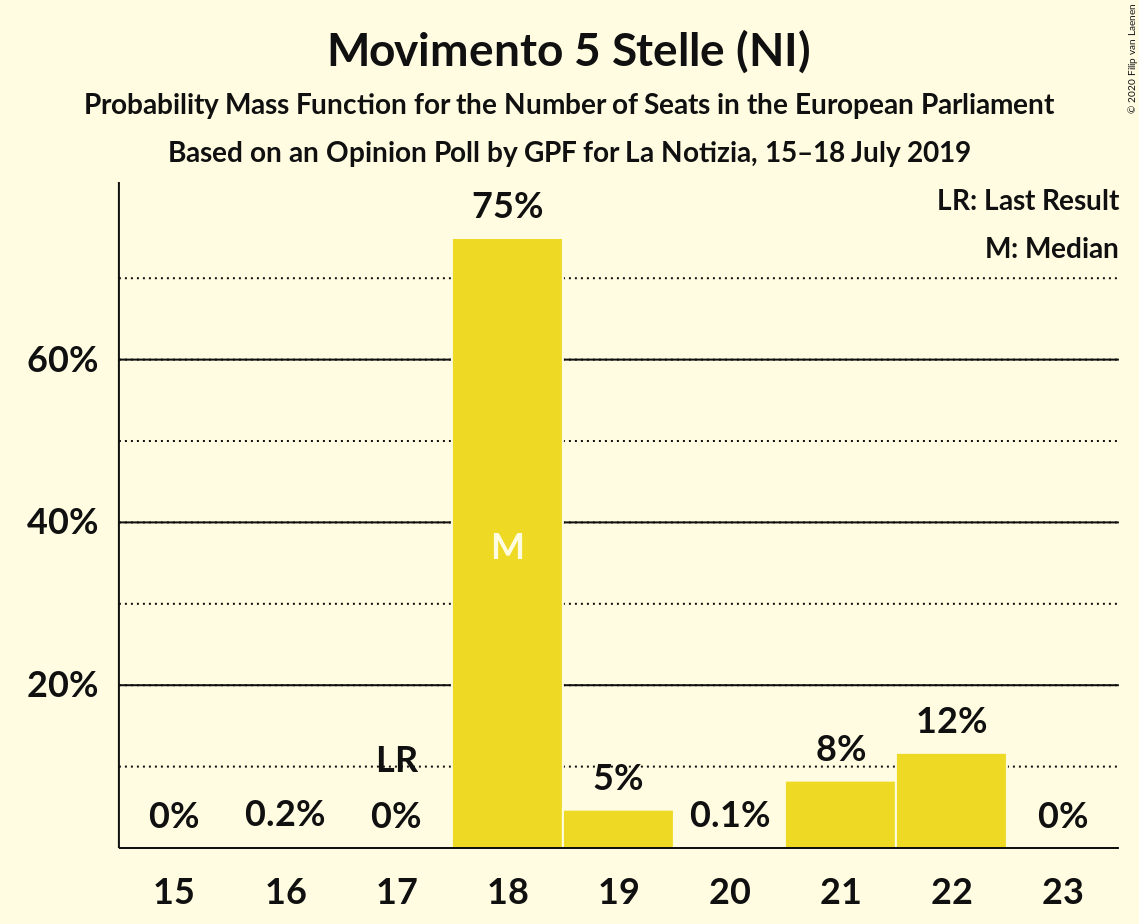 Movimento 5 Stelle (NI)
Probability Mass Function for the Number of Seats in the European Parliament
Based on an Opinion Poll by GPF for La Notizia, 15–18 July 2019
© 2020 Filip van Laenen
LR: Last Result
M: Median
75%
60%
40%
20%
M
LR
0%
0.2%
0%
5%
0.1%
8%
12%
0%
15 16 17 18 19 20 21 22 23